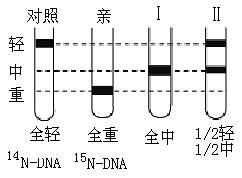 对照 亲 I II
轻
中
重
全轻 全重 全中 1/2轻
1/2中
14N-DNA 15N-DNA